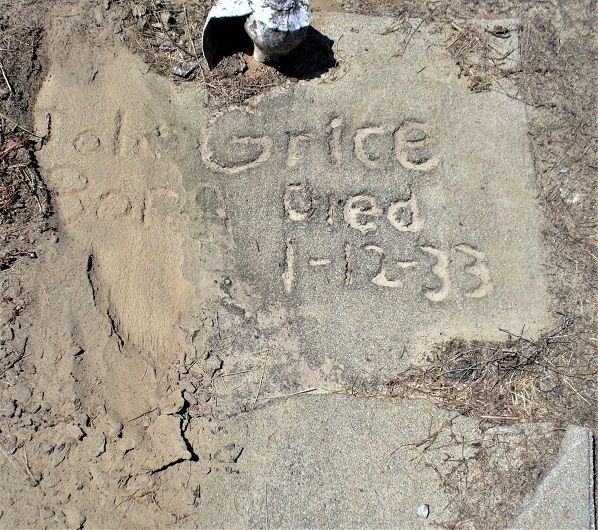 John Grice
Born Died
1-12-33